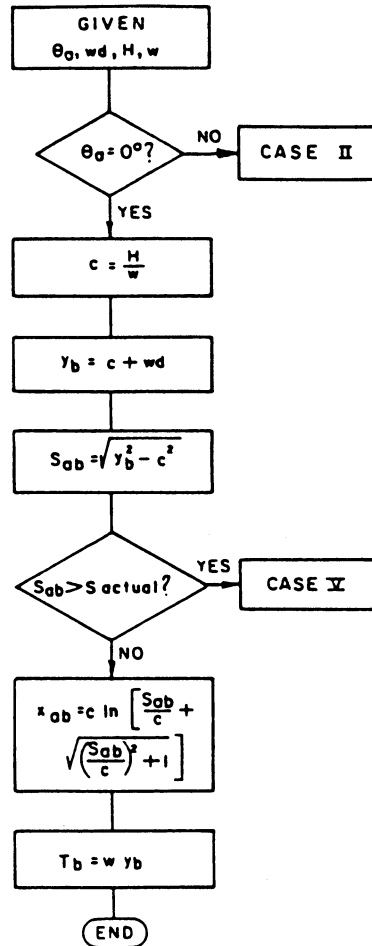 GIVEN
θa, wd, H, w
θa = 0°?
NO
CASE II
YES
c = H/w
yb = c + wd
Sab = √(yb² − c²)
Sab > S actual?
YES
CASE V
NO
xab = c ln [Sab/c +
√((Sab/c)² + 1)]
Tb = w yb
END